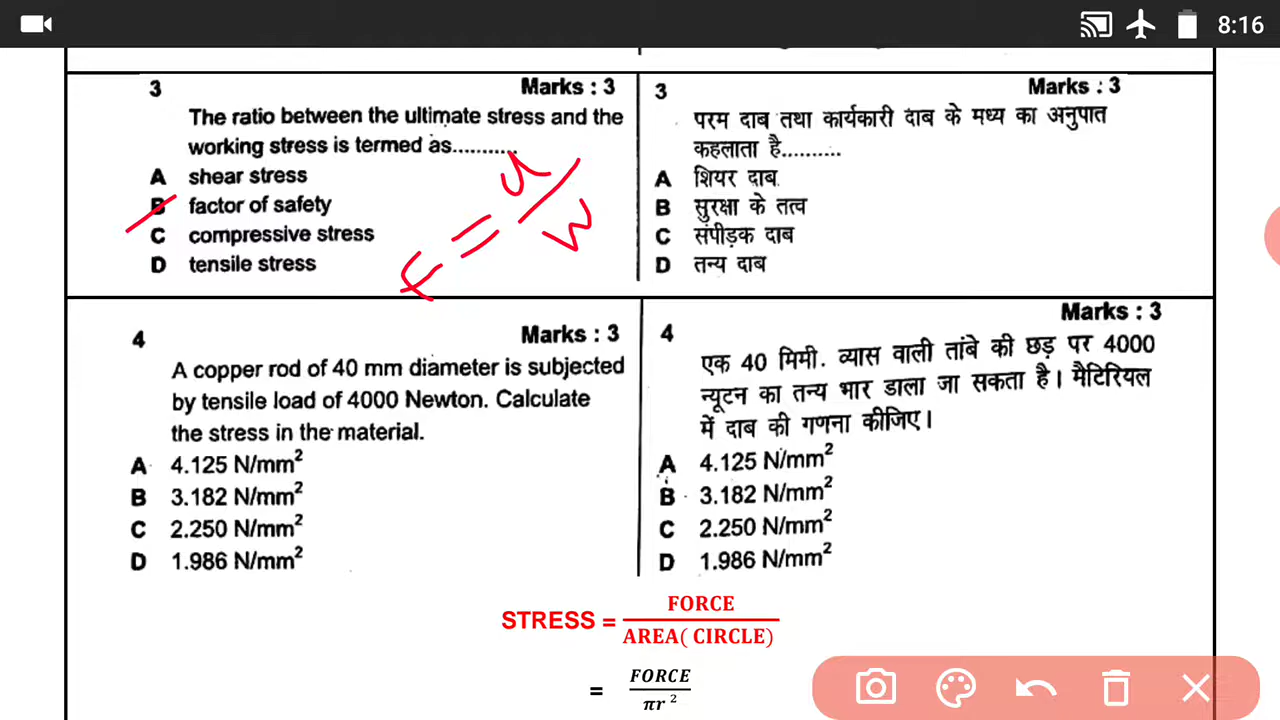 8:16
3 Marks : 3
The ratio between the ultimate stress and the
working stress is termed as...........
A shear stress
B factor of safety
C compressive stress
D tensile stress
F = u/w
3 Marks : 3
परम दाब तथा कार्यकारी दाब के मध्य का अनुपात
कहलाता है..........
A शियर दाब
B सुरक्षा के तत्व
C संपीड़क दाब
D तन्य दाब
4 Marks : 3
A copper rod of 40 mm diameter is subjected
by tensile load of 4000 Newton. Calculate
the stress in the material.
A 4.125 N/mm²
B 3.182 N/mm²
C 2.250 N/mm²
D 1.986 N/mm²
4 Marks : 3
एक 40 मिमी. व्यास वाली तांबे की छड़ पर 4000
न्यूटन का तन्य भार डाला जा सकता है। मैटिरियल
में दाब की गणना कीजिए।
A 4.125 N/mm²
B 3.182 N/mm²
C 2.250 N/mm²
D 1.986 N/mm²
STRESS = FORCE / AREA( CIRCLE)
= FORCE / πr ²